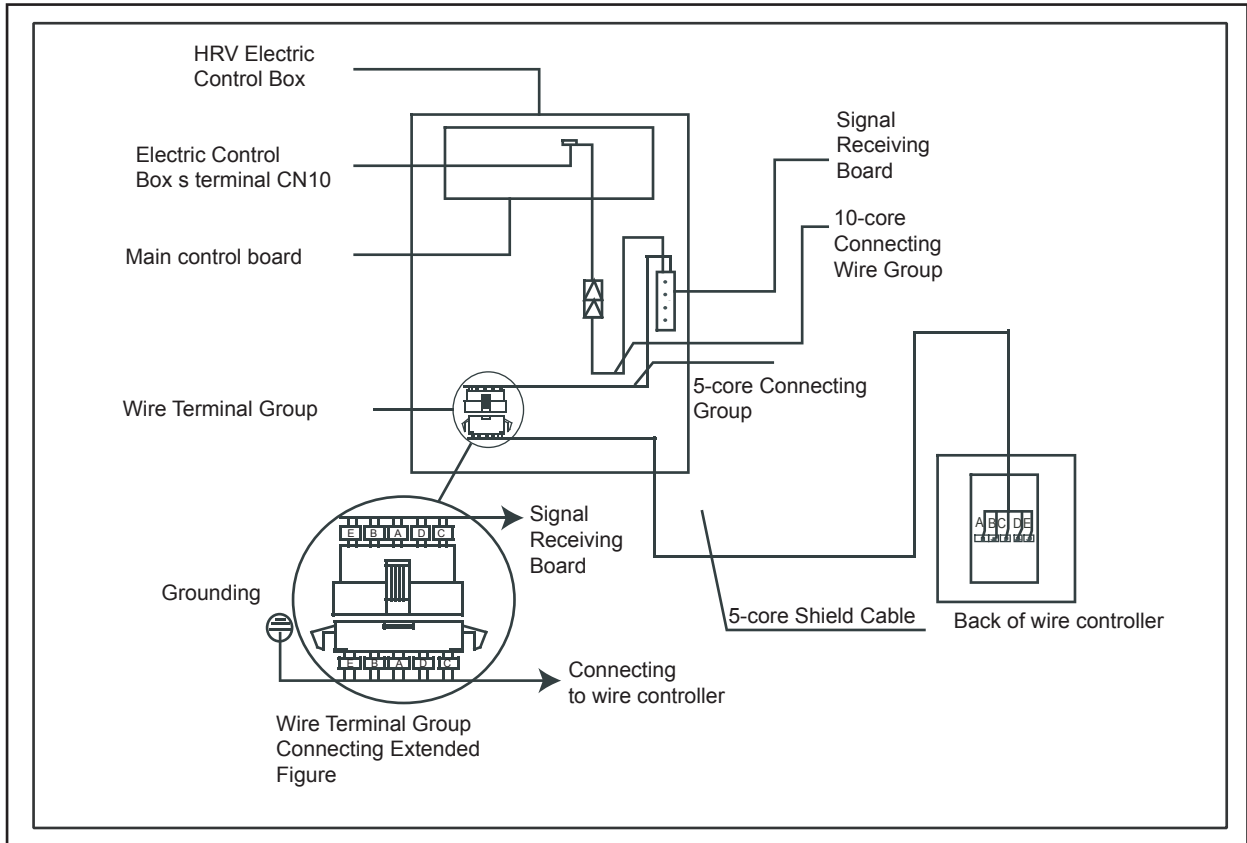 HRV Electric
Control Box
Electric Control
Box s terminal CN10
Main control board
Wire Terminal Group
Signal
Receiving
Board
10-core
Connecting
Wire Group
5-core Connecting
Group
E B A D C
Signal
Receiving
Board
Grounding
E B A D C
Connecting
to wire controller
Wire Terminal Group
Connecting Extended
Figure
5-core Shield Cable
A B C D E
Back of wire controller